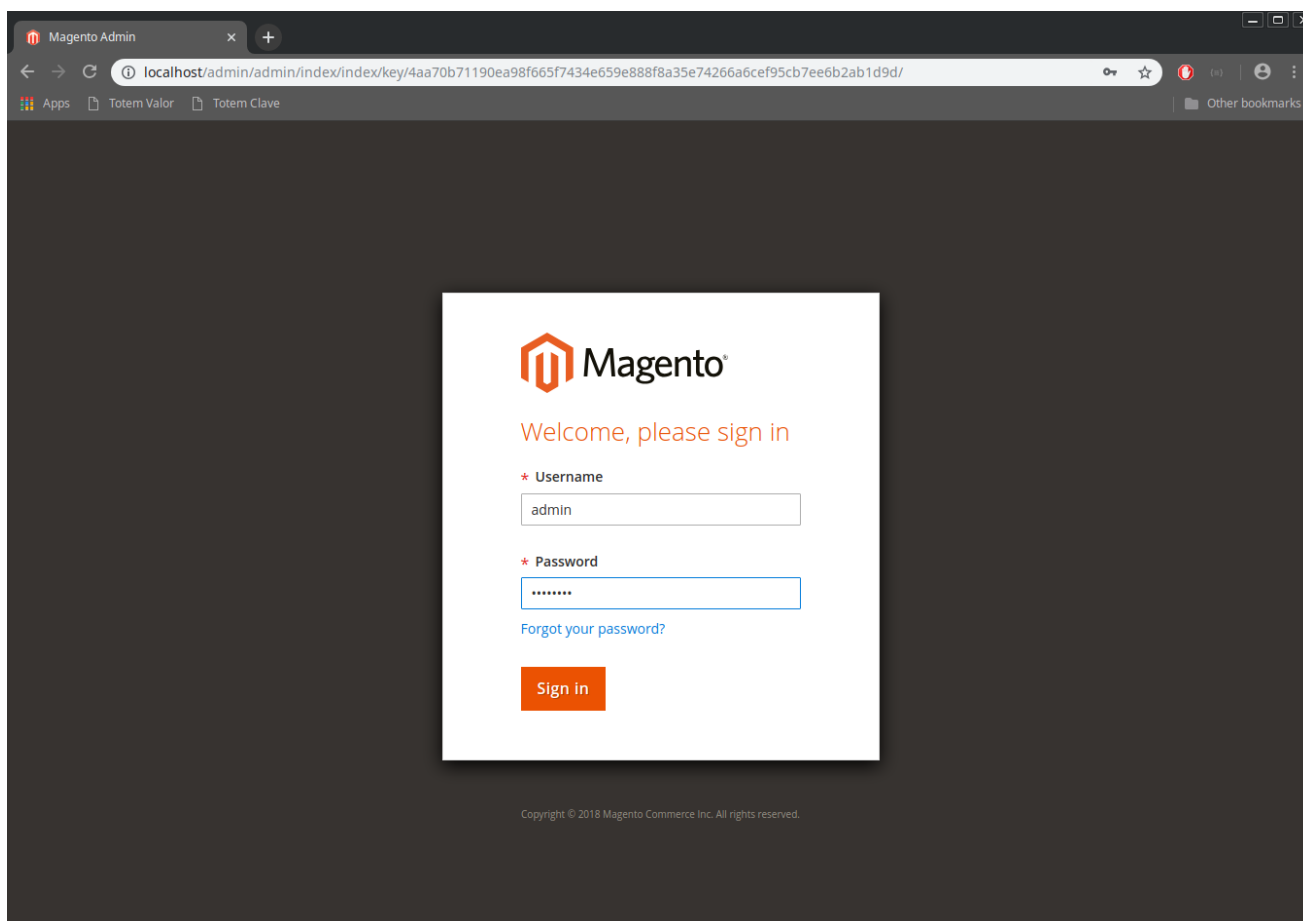 Magento Admin
localhost/admin/admin/index/index/key/4aa70b71190ea98f665f7434e659e888f8a35e74266a6cef95cb7ee6b2ab1d9d/
Apps Totem Valor Totem Clave Other bookmarks
Magento®
Welcome, please sign in
* Username
admin
* Password
••••••••
Forgot your password?
Sign in
Copyright © 2018 Magento Commerce Inc. All rights reserved.